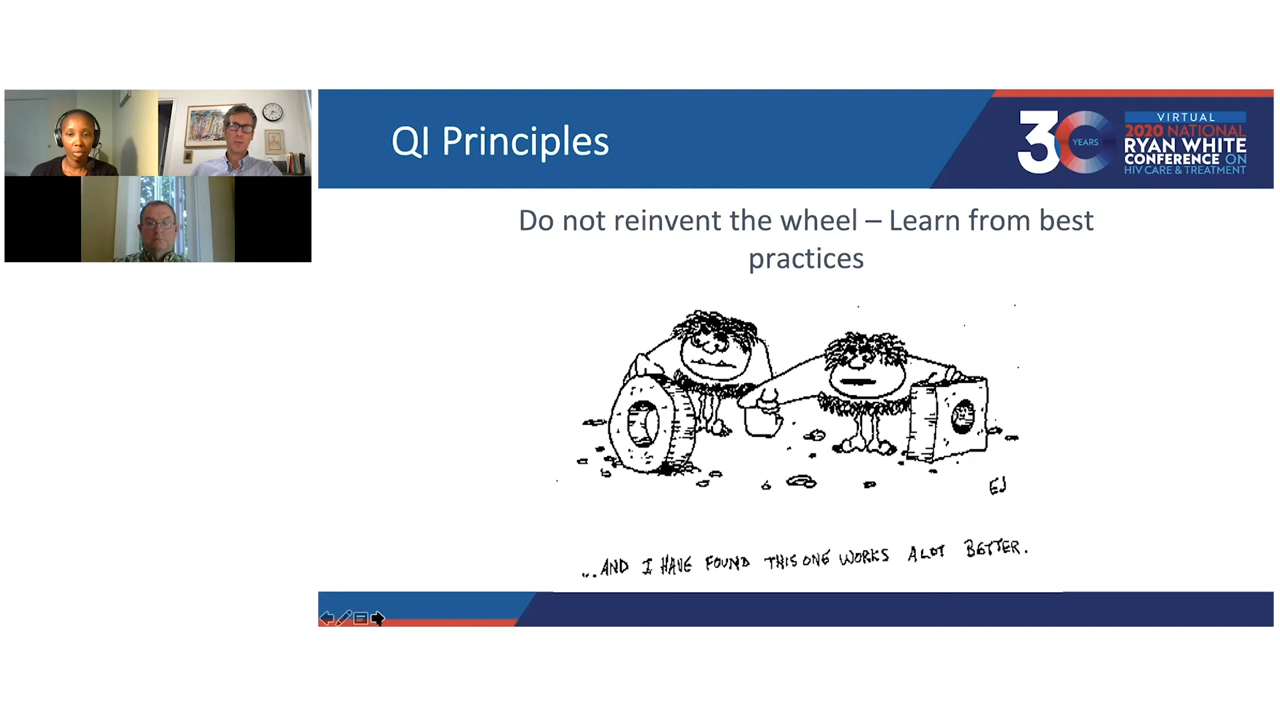 QI Principles
30
YEARS
VIRTUAL
2020 NATIONAL
RYAN WHITE
CONFERENCE ON
HIV CARE & TREATMENT
Do not reinvent the wheel – Learn from best
practices
EJ
...AND I HAVE FOUND THIS ONE WORKS A LOT BETTER.